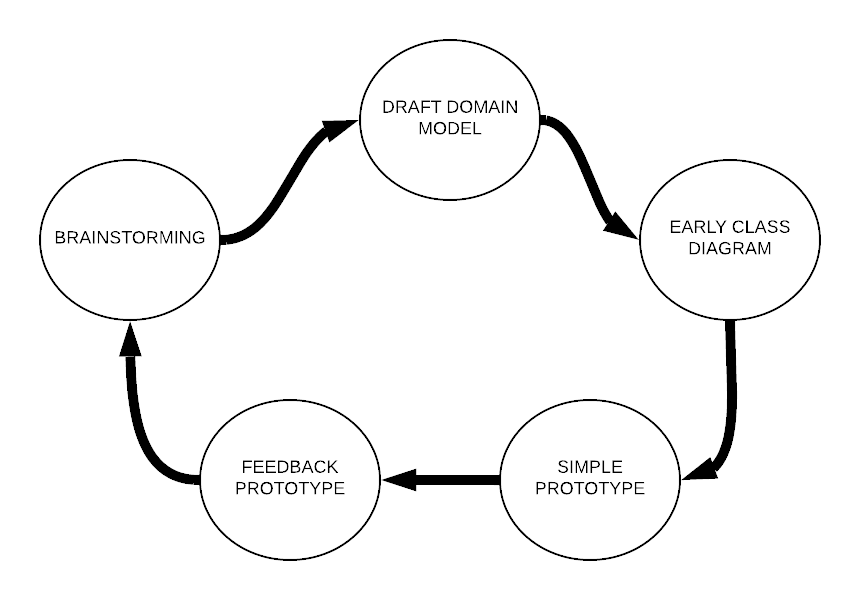 DRAFT DOMAIN
MODEL
BRAINSTORMING
EARLY CLASS
DIAGRAM
FEEDBACK
PROTOTYPE
SIMPLE
PROTOTYPE